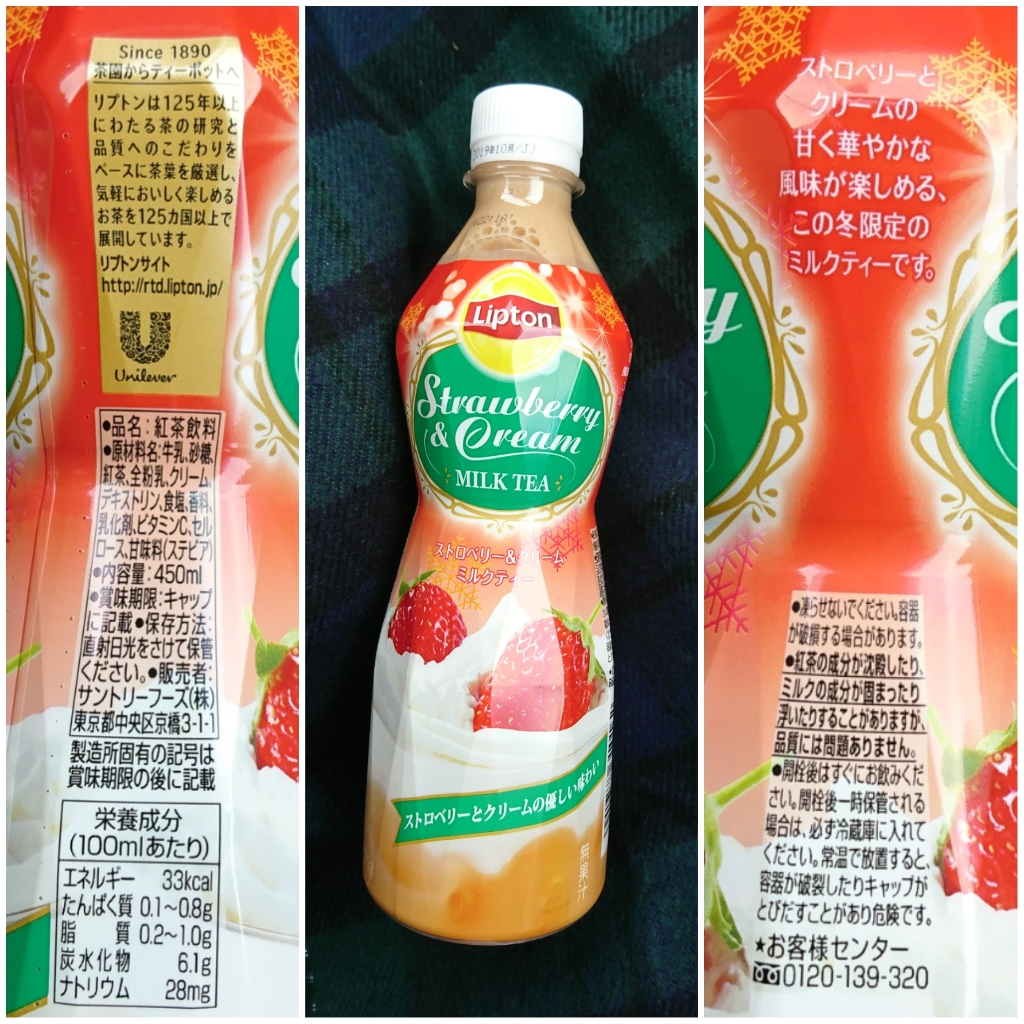 Since 1890
茶園からティーポットへ
リプトンは125年以上
にわたる茶の研究と
品質へのこだわりを
ベースに茶葉を厳選し、
気軽においしく楽しめる
お茶を125カ国以上で
展開しています。
リプトンサイト
http://rtd.lipton.jp/
Unilever
●品名：紅茶飲料
●原材料名：牛乳、砂糖、
紅茶、全粉乳、クリーム、
デキストリン、食塩、香料、
乳化剤、ビタミンC、セル
ロース、甘味料(ステビア)
●内容量：450ml
●賞味期限：キャップ
に記載●保存方法：
直射日光をさけて保管
ください。●販売者：
サントリーフーズ(株)
東京都中央区京橋3-1-1
製造所固有の記号は
賞味期限の後に記載
栄養成分
(100mlあたり)
エネルギー 33kcal
たんぱく質 0.1～0.8g
脂質 0.2～1.0g
炭水化物 6.1g
ナトリウム 28mg
2019年10月/JJ
Lipton
Strawberry
& Cream
MILK TEA
ストロベリー&クリーム
ミルクティー
ストロベリーとクリームの優しい味わい
無果汁
ストロベリーと
クリームの
甘く華やかな
風味が楽しめる、
この冬限定の
ミルクティーです。
●凍らせないでください。容器
が破損する場合があります。
●紅茶の成分が沈殿したり、
ミルクの成分が固まったり
浮いたりすることがありますが、
品質には問題ありません。
●開栓後はすぐにお飲みくだ
さい。開栓後一時保管される
場合は、必ず冷蔵庫に入れて
ください。常温で放置すると、
容器が破裂したりキャップが
とびだすことがあり危険です。
★お客様センター
0120-139-320